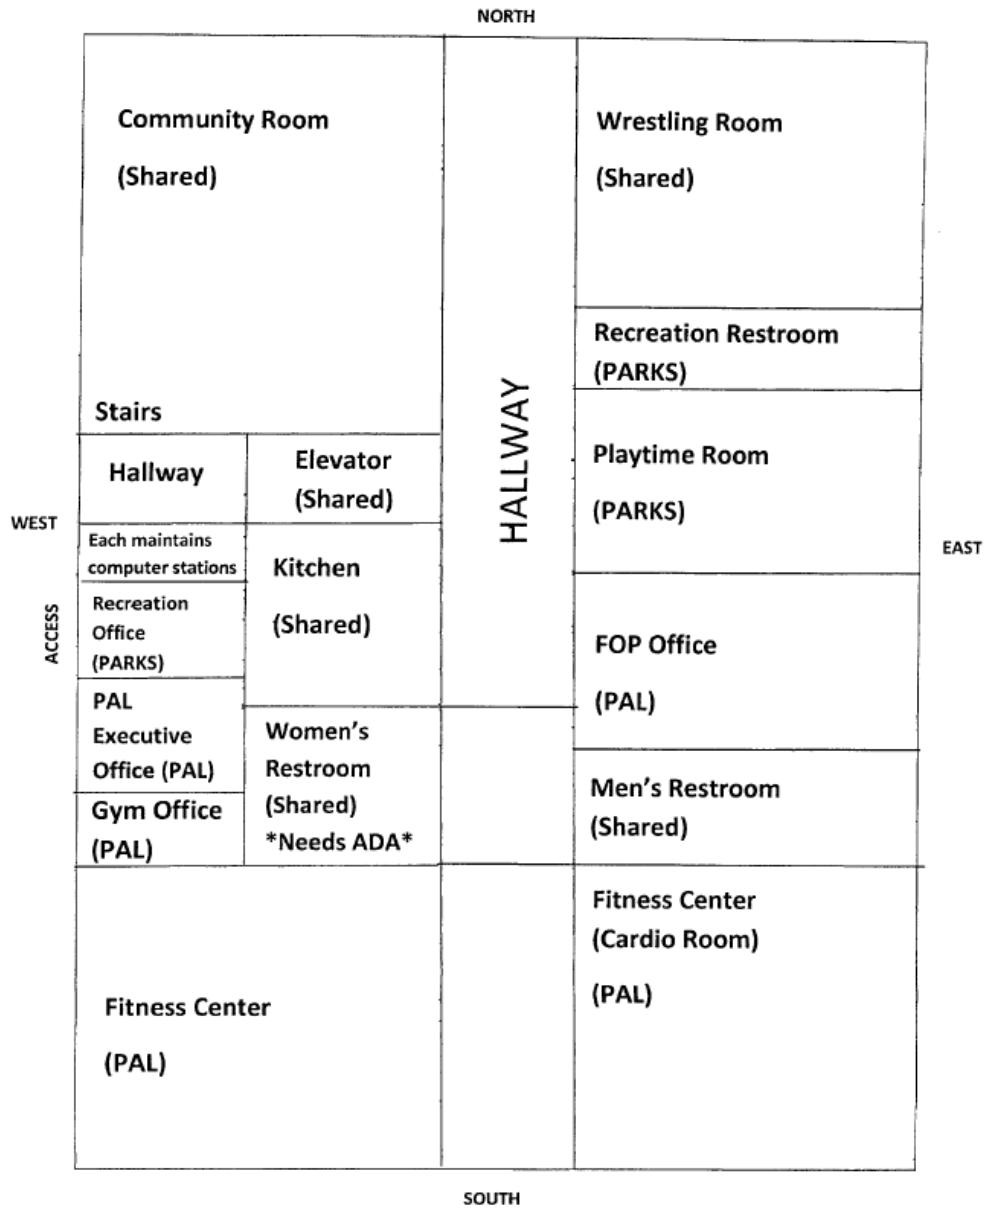 NORTH
Community Room
(Shared)
Stairs
Wrestling Room
(Shared)
Recreation Restroom
(PARKS)
Hallway
Elevator
(Shared)
HALLWAY
Playtime Room
(PARKS)
WEST
EAST
Each maintains
computer stations
Kitchen
(Shared)
ACCESS
Recreation
Office
(PARKS)
FOP Office
(PAL)
PAL
Executive
Office (PAL)
Women's
Restroom
(Shared)
*Needs ADA*
Men's Restroom
(Shared)
Gym Office
(PAL)
Fitness Center
(PAL)
Fitness Center
(Cardio Room)
(PAL)
SOUTH